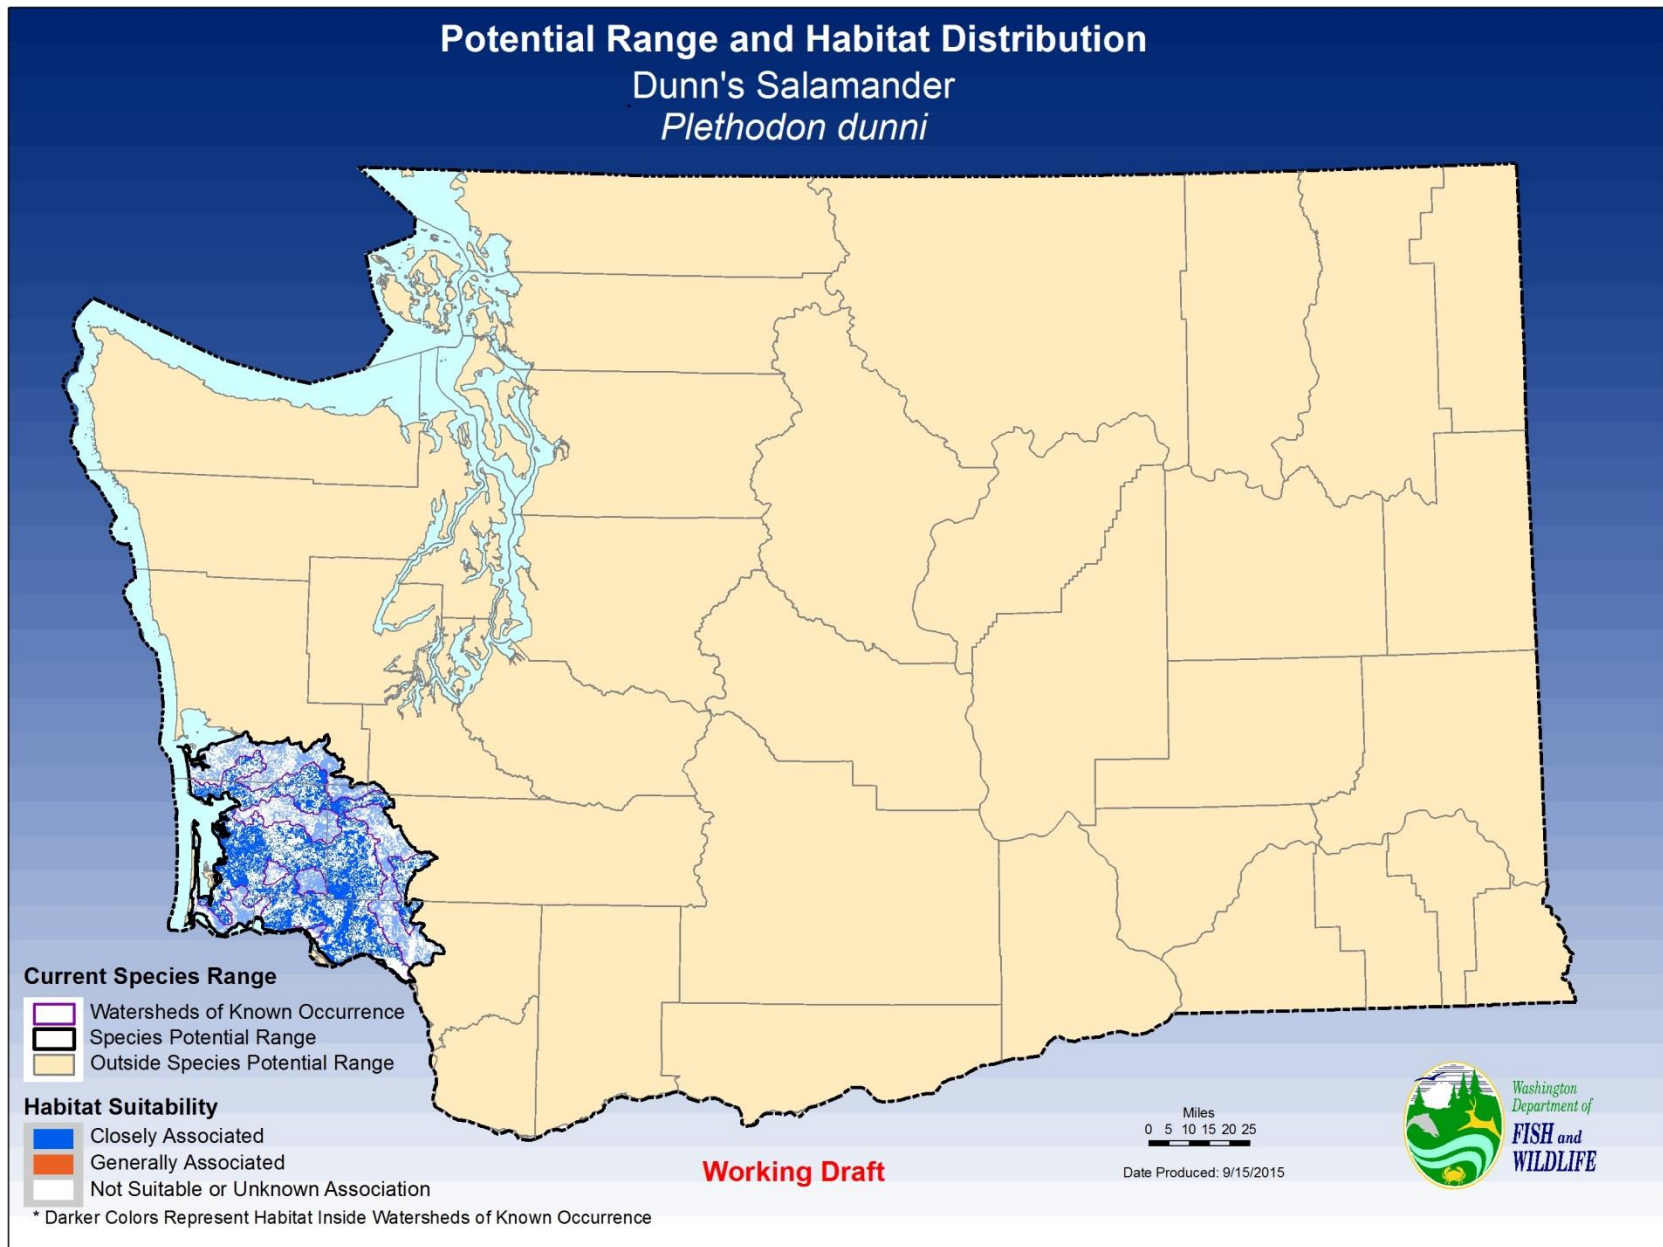 Potential Range and Habitat Distribution
Dunn's Salamander
Plethodon dunni
Current Species Range
Watersheds of Known Occurrence
Species Potential Range
Outside Species Potential Range
Habitat Suitability
Closely Associated
Generally Associated
Not Suitable or Unknown Association
* Darker Colors Represent Habitat Inside Watersheds of Known Occurrence
Working Draft
Miles
0 5 10 15 20 25
Date Produced: 9/15/2015
Washington
Department of
FISH and
WILDLIFE